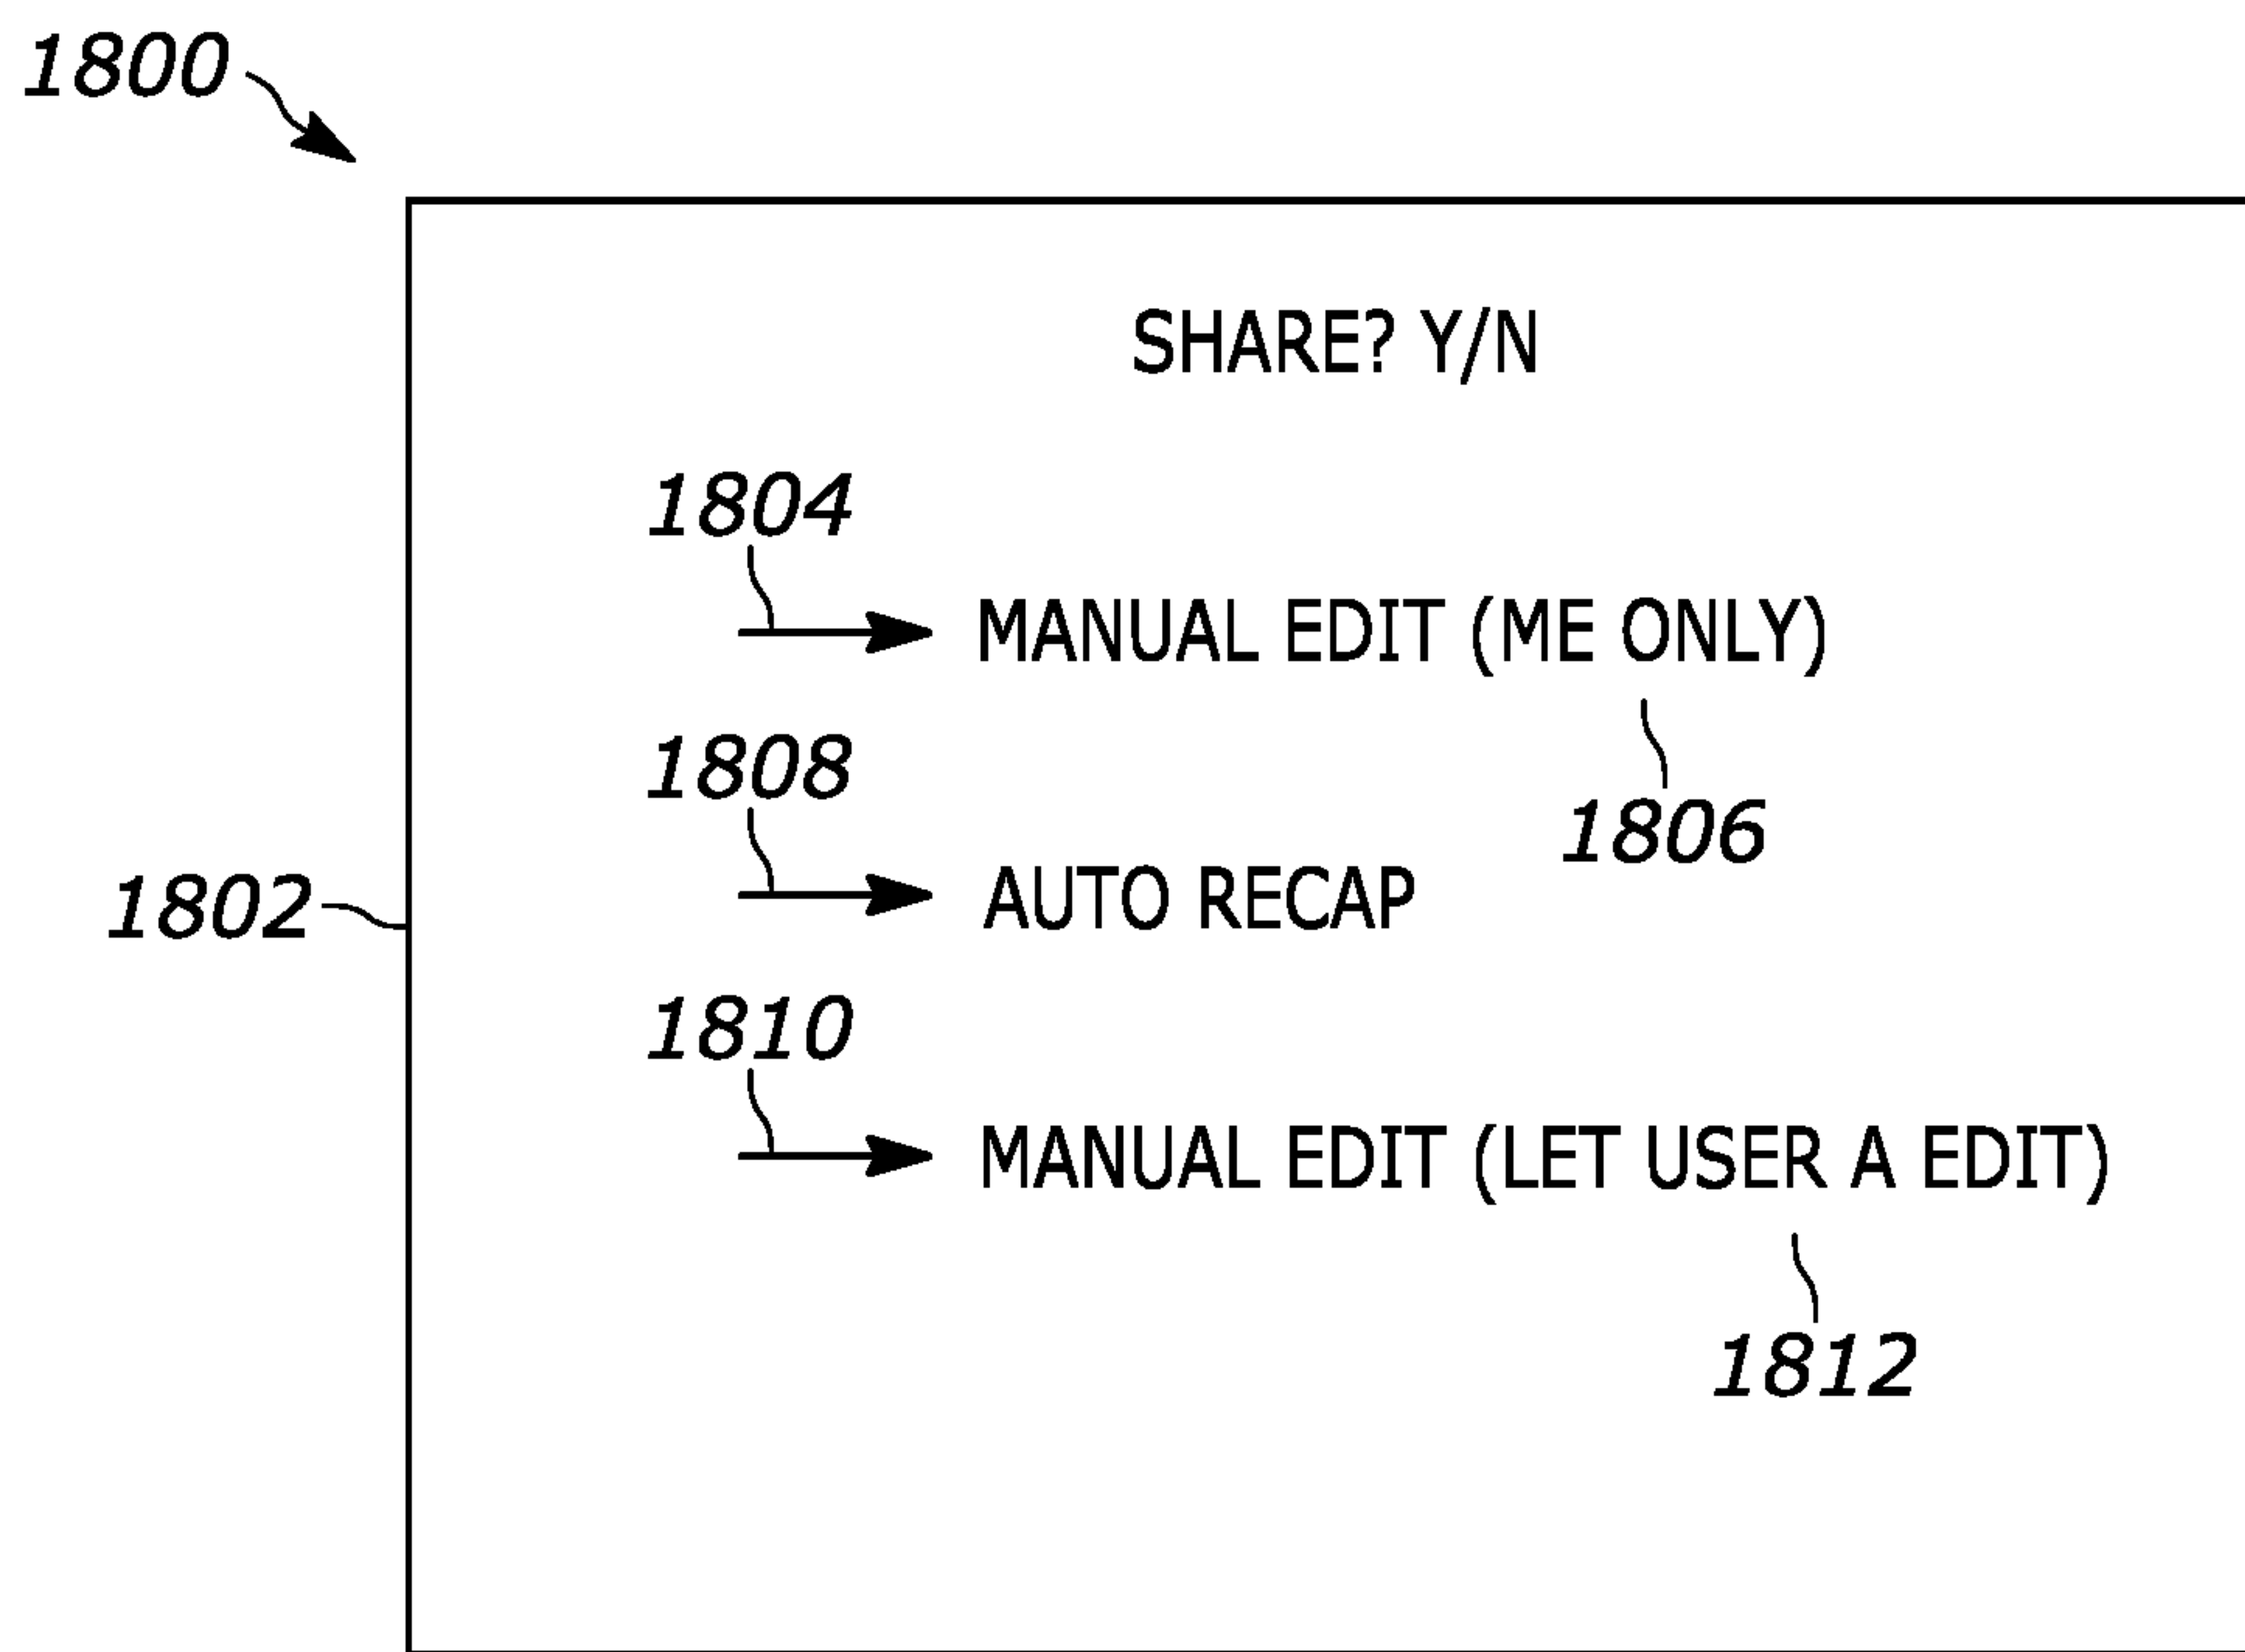 1800
SHARE? Y/N
1804
MANUAL EDIT (ME ONLY)
1808
1806
1802
AUTO RECAP
1810
MANUAL EDIT (LET USER A EDIT)
1812